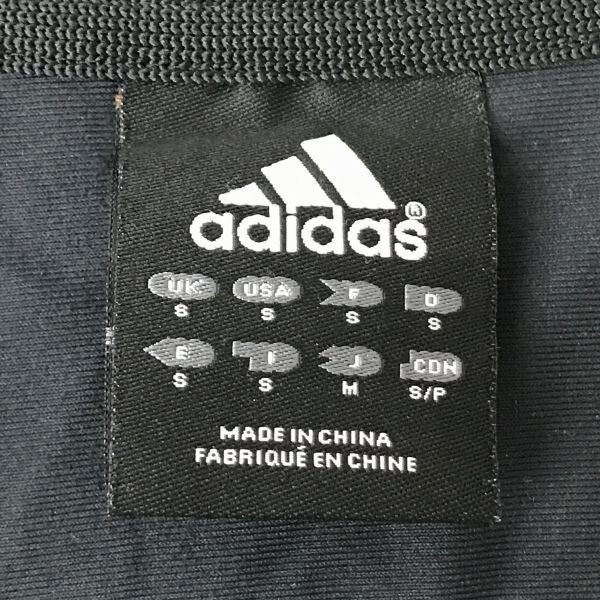 adidas®
UK USA F D
S S S S
E I J CDN
S S M S/P
MADE IN CHINA
FABRIQUÉ EN CHINE